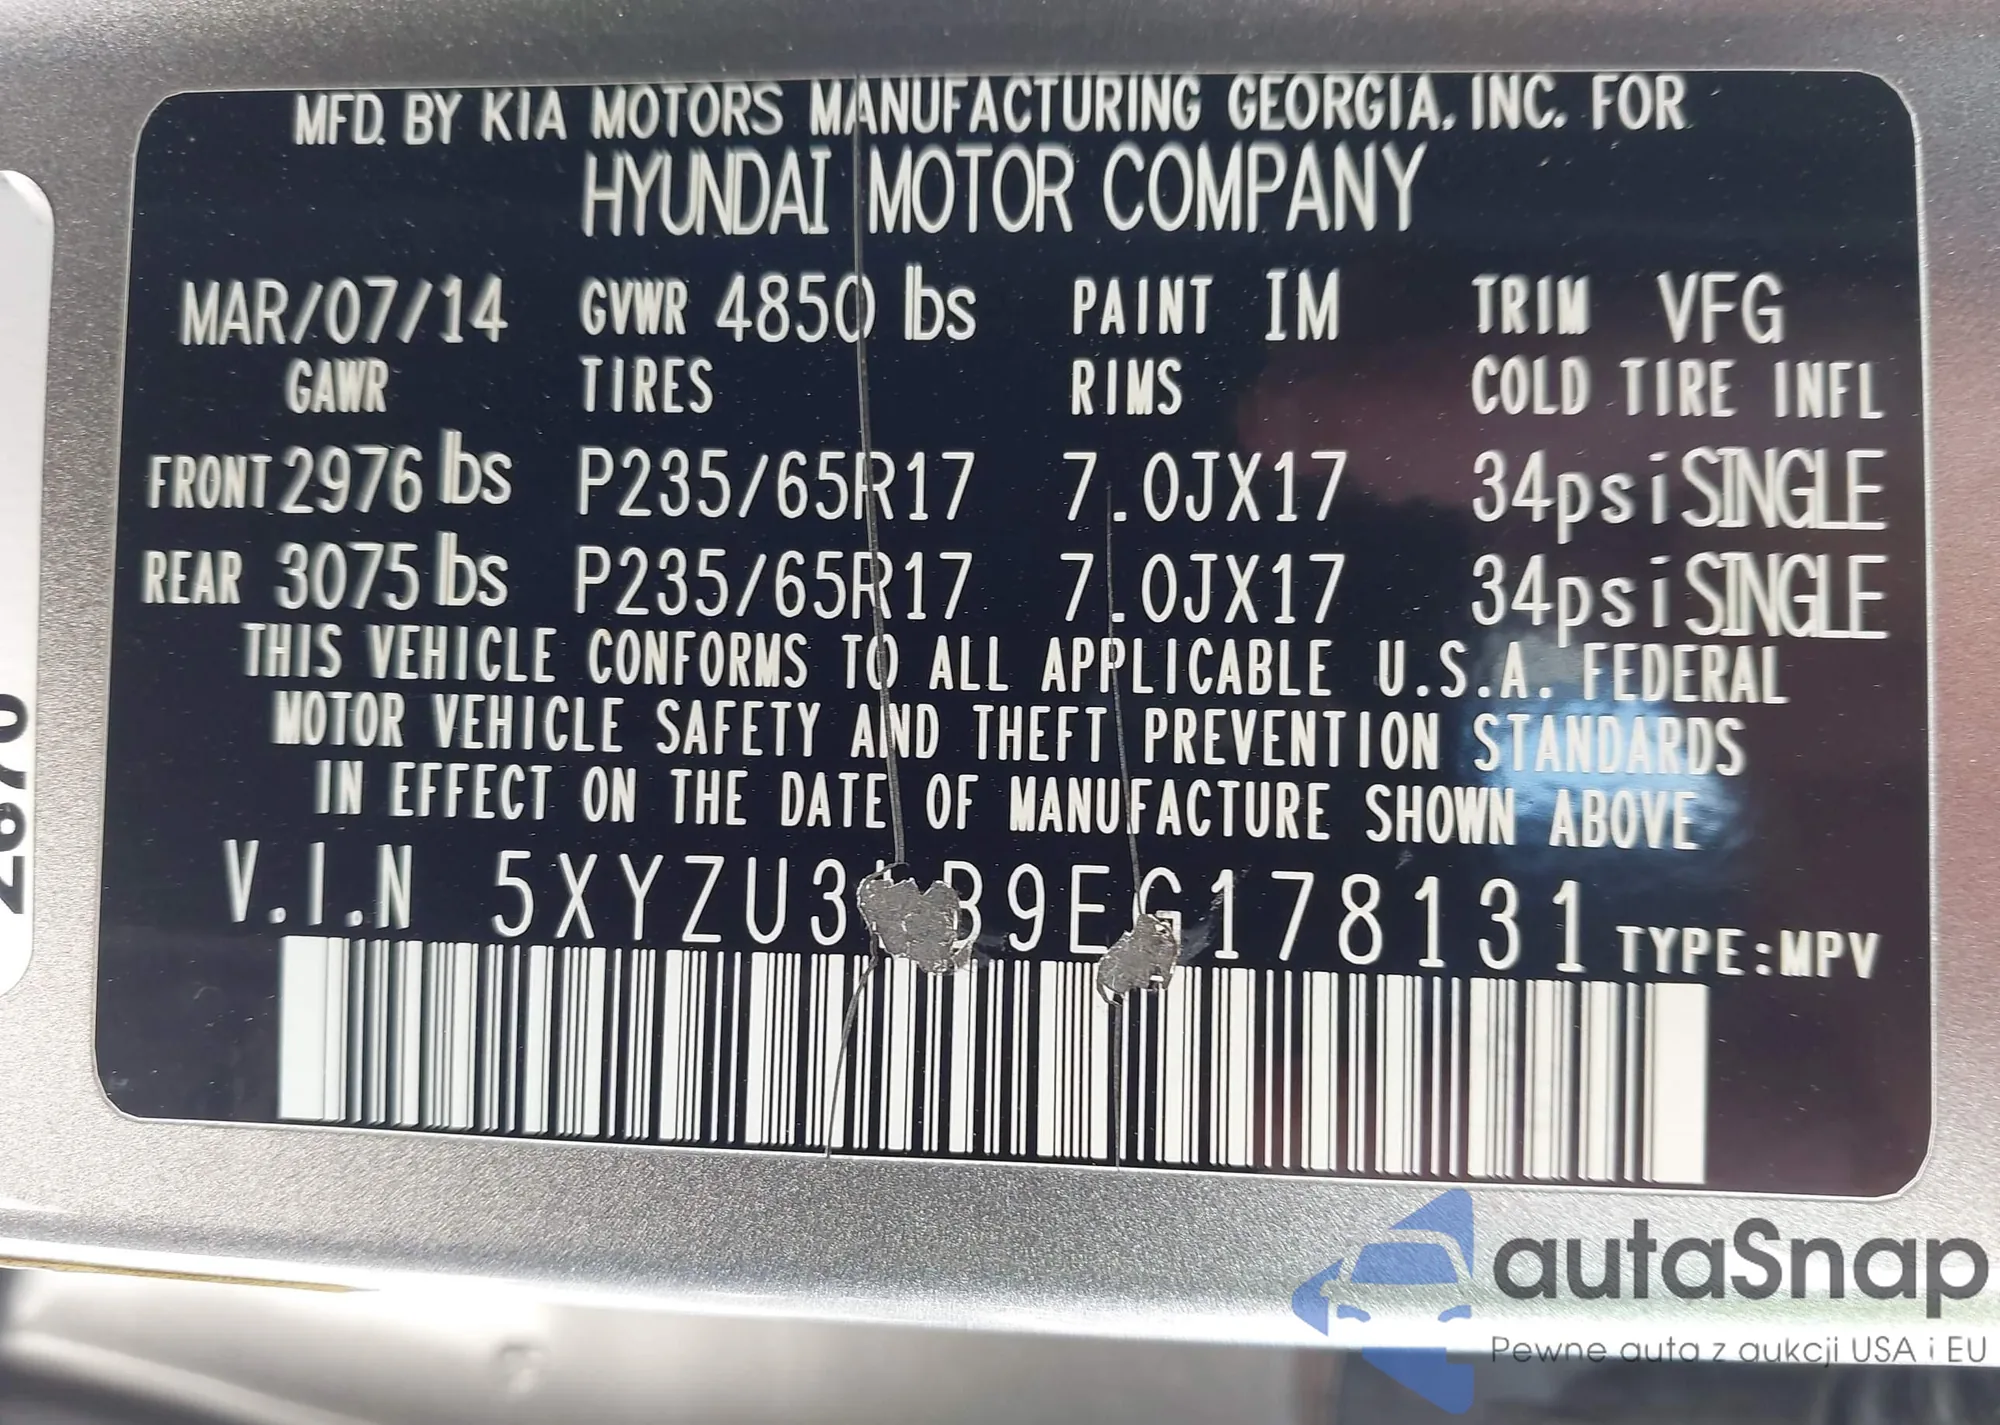 MFD. BY KIA MOTORS MANUFACTURING GEORGIA, INC. FOR
HYUNDAI MOTOR COMPANY
MAR/07/14 GVWR 4850 lbs PAINT IM TRIM VFG
GAWR TIRES RIMS COLD TIRE INFL
FRONT 2976 lbs P235/65R17 7.0JX17 34psi SINGLE
REAR 3075 lbs P235/65R17 7.0JX17 34psi SINGLE
THIS VEHICLE CONFORMS TO ALL APPLICABLE U.S.A. FEDERAL
MOTOR VEHICLE SAFETY AND THEFT PREVENTION STANDARDS
IN EFFECT ON THE DATE OF MANUFACTURE SHOWN ABOVE
V.I.N TYPE:MPV
autaSnap
Pewne auta z aukcji USA i EU